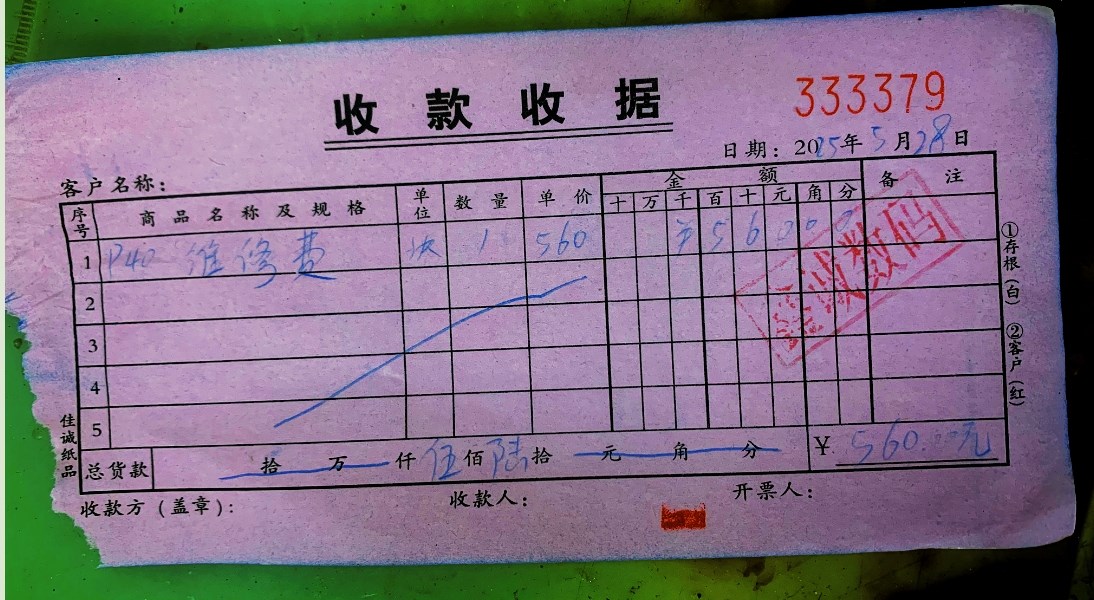 收款收据
333379
日期：2025年5月28日
客户名称：
序号 商品名称及规格 单位 数量 单价 金额 十万千百十元角分 备注
1 P40 维修费 次 1 560 ¥56000
2
3
4
5
总货款 拾 万 仟 伍佰 陆拾 元 角 分 ¥ 560.00元
收款方（盖章）： 收款人： 开票人：
①存根（白） ②客户（红）
佳诚纸品
诚数码